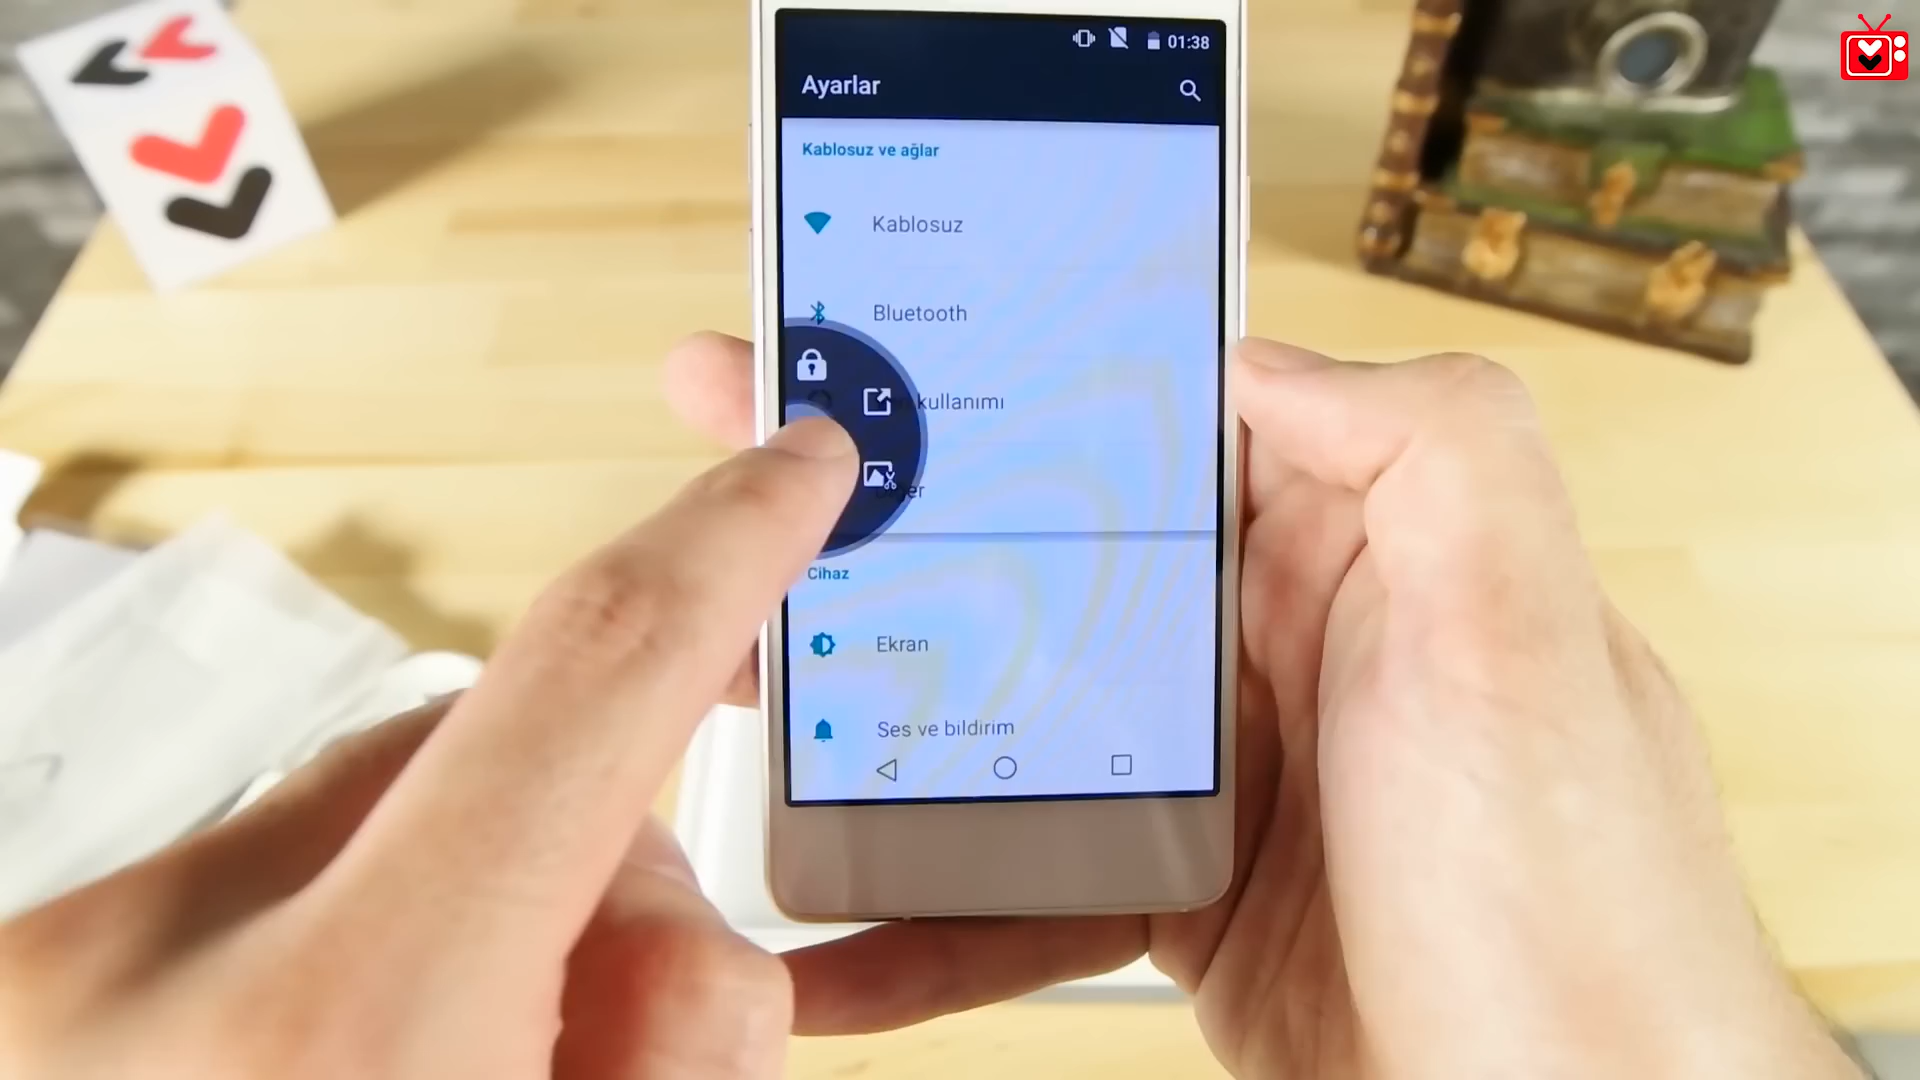 01:38
Ayarlar
Kablosuz ve ağlar
Kablosuz
Bluetooth
kullanımı
Cihaz
Ekran
Ses ve bildirim